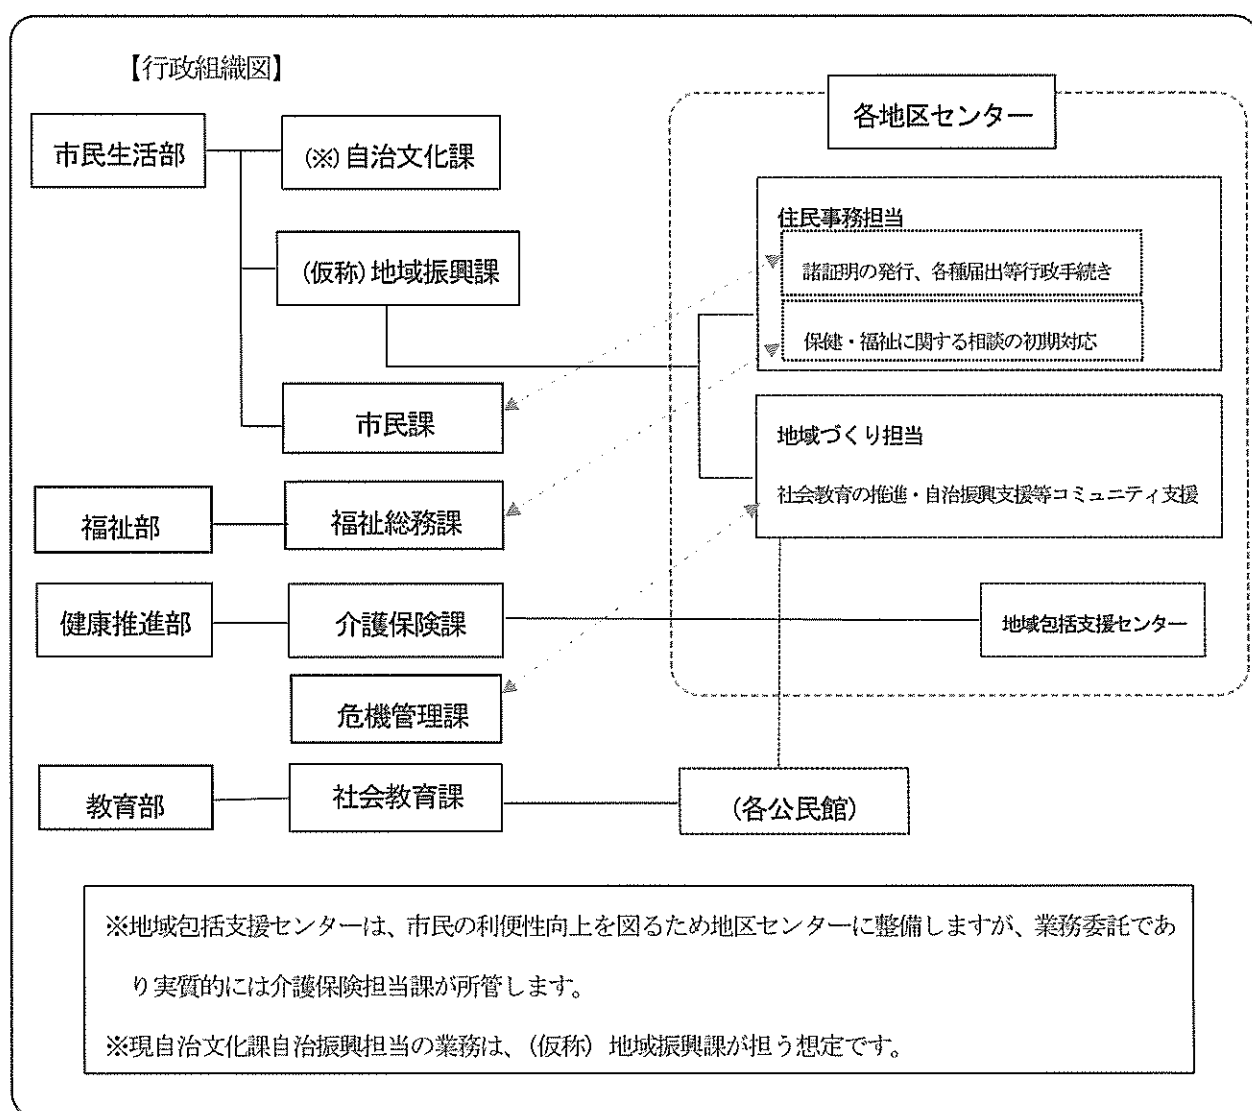 【行政組織図】
各地区センター
市民生活部
(※)自治文化課
住民事務担当
諸証明の発行、各種届出等行政手続き
(仮称)地域振興課
保健・福祉に関する相談の初期対応
市民課
地域づくり担当
社会教育の推進・自治振興支援等コミュニティ支援
福祉部
福祉総務課
健康推進部
介護保険課
地域包括支援センター
危機管理課
教育部
社会教育課
(各公民館)
※地域包括支援センターは、市民の利便性向上を図るため地区センターに整備しますが、業務委託であ
り実質的には介護保険担当課が所管します。
※現自治文化課自治振興担当の業務は、(仮称)地域振興課が担う想定です。